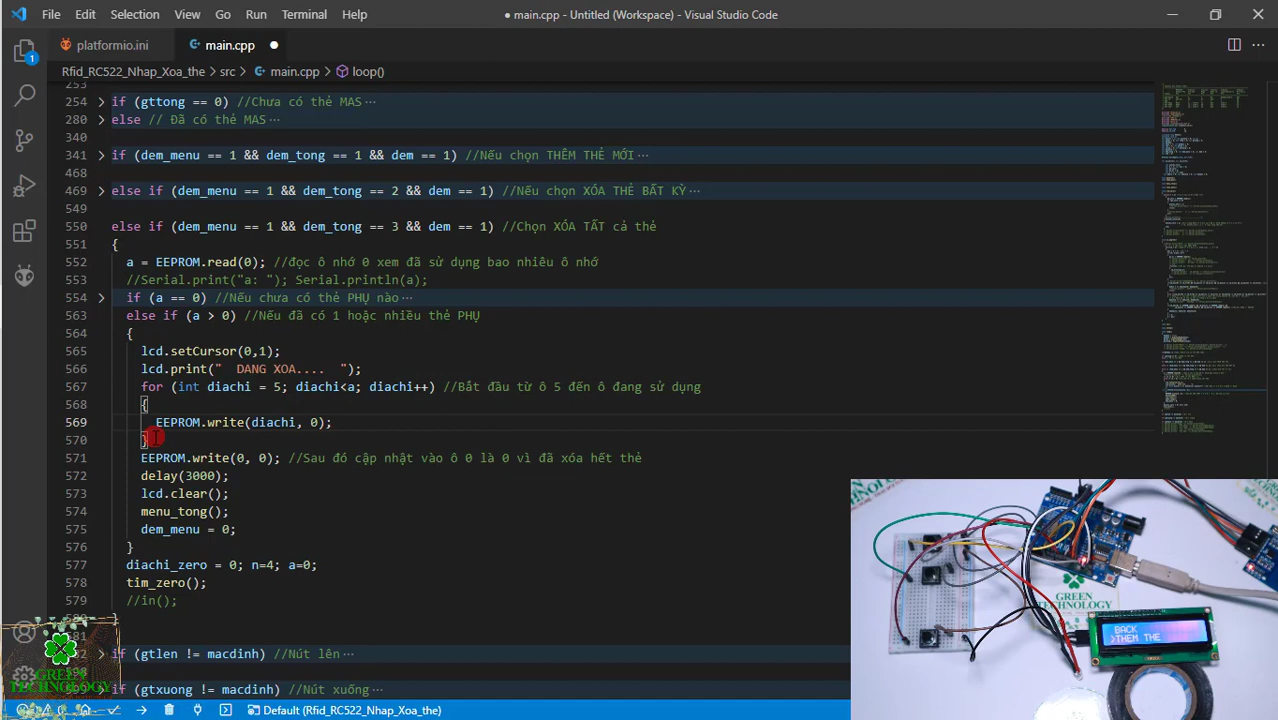 File Edit Selection View Go Run Terminal Help
● main.cpp - Untitled (Workspace) - Visual Studio Code
platformio.ini
main.cpp ●
Rfid_RC522_Nhap_Xoa_the > src > main.cpp > loop()
253
254 if (gttong == 0) //Chưa có thẻ MAS ···
280 else // Đã có thẻ MAS ···
340
341 if (dem_menu == 1 && dem_tong == 1 && dem == 1) //Nếu chọn THÊM THẺ MỚI ···
468
469 else if (dem_menu == 1 && dem_tong == 2 && dem == 1) //Nếu chọn XÓA THẺ BẤT KỲ ···
549
550 else if (dem_menu == 1 && dem_tong == 3 && dem == 1) //Chọn XÓA TẤT cả thẻ
551 {
552 a = EEPROM.read(0); //đọc ô nhớ 0 xem đã sử dụng bao nhiêu ô nhớ
553 //Serial.print("a: "); Serial.println(a);
554 if (a == 0) //Nếu chưa có thẻ PHỤ nào ···
563 else if (a > 0) //Nếu đã có 1 hoặc nhiều thẻ PHỤ
564 {
565 lcd.setCursor(0,1);
566 lcd.print("  DANG XOA....  ");
567 for (int diachi = 5; diachi<a; diachi++) //Bắt đầu từ ô 5 đến ô đang sử dụng
568 {
569 EEPROM.write(diachi, 0);
570 }
571 EEPROM.write(0, 0); //Sau đó cập nhật vào ô 0 là 0 vì đã xóa hết thẻ
572 delay(3000);
573 lcd.clear();
574 menu_tong();
575 dem_menu = 0;
576 }
577 diachi_zero = 0; n=4; a=0;
578 tim_zero();
579 //in();
}
if (gtlen != macdinh) //Nút lên ···
if (gtxuong != macdinh) //Nút xuống ···
Default (Rfid_RC522_Nhap_Xoa_the)
GREEN
TECHNOLOGY
GREEN
TECHNOLOGY
BACK
>THEM THE